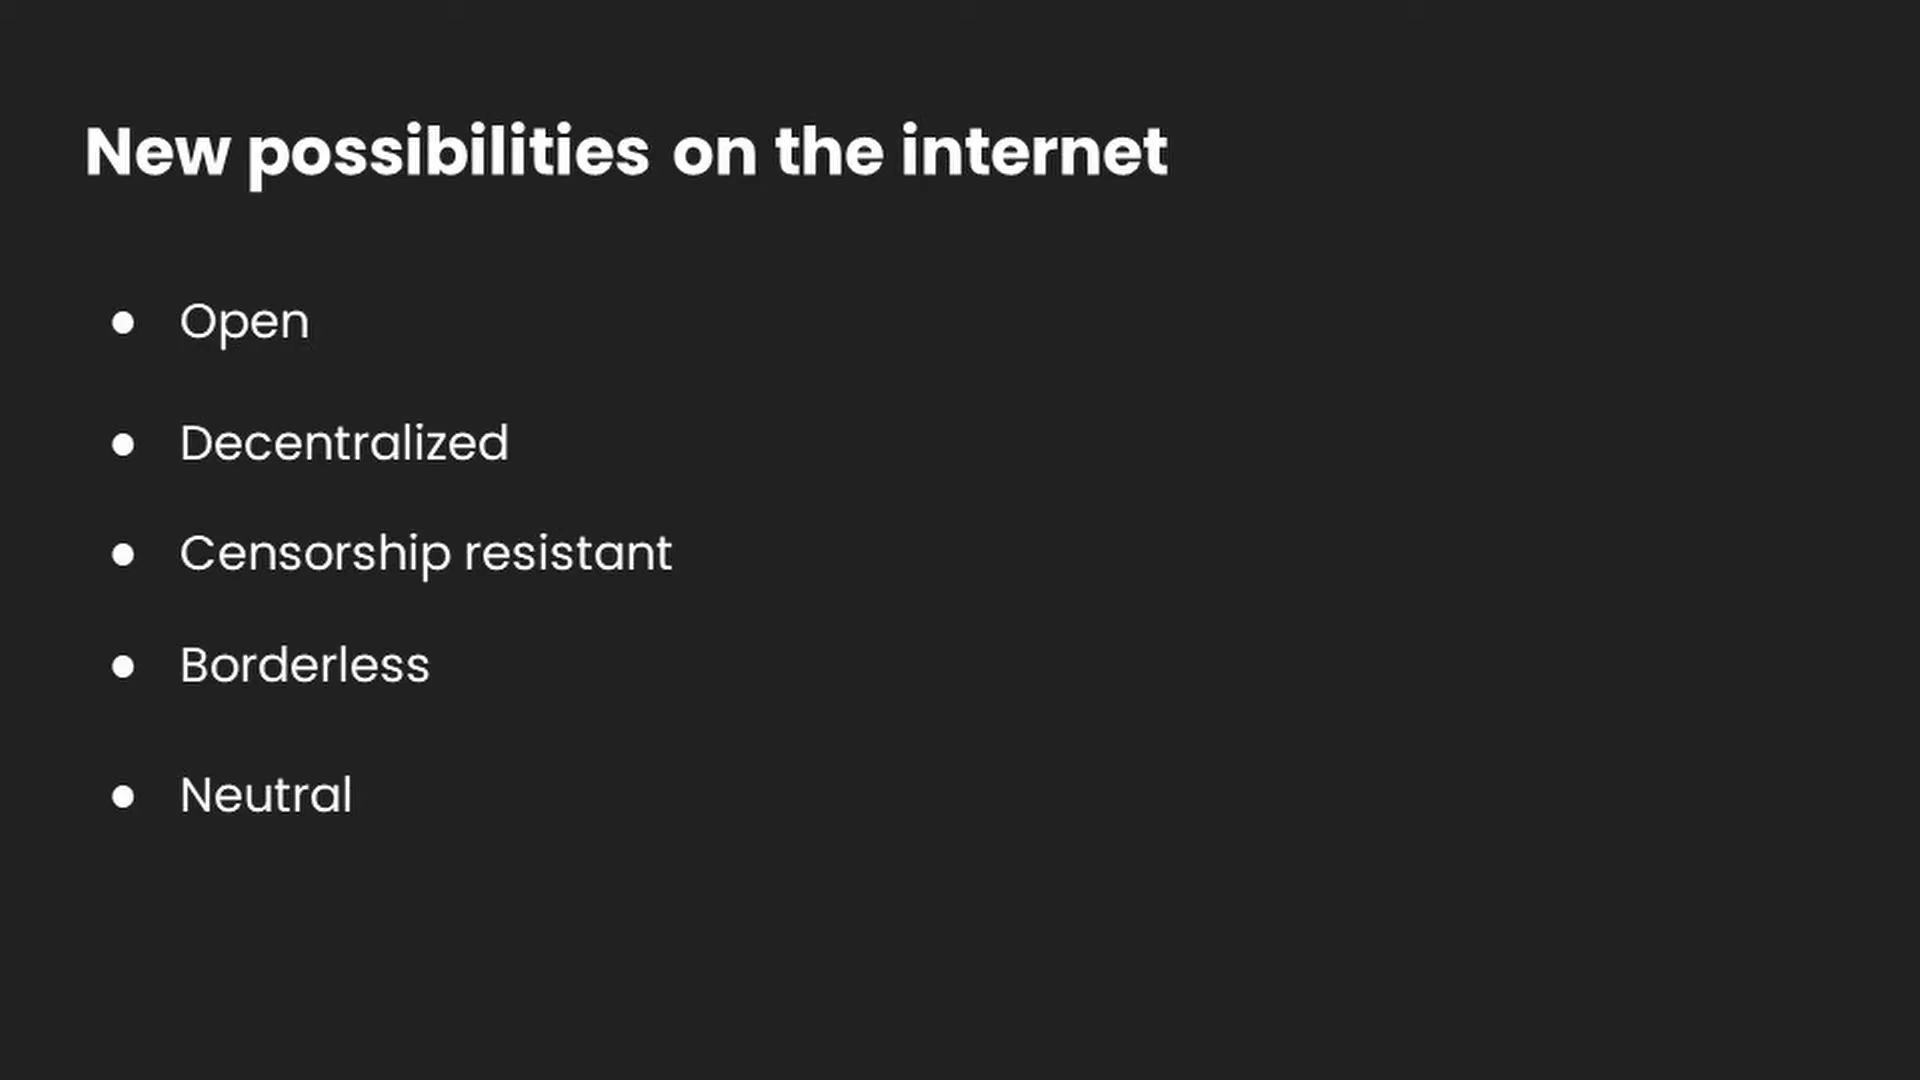 New possibilities on the internet
● Open
● Decentralized
● Censorship resistant
● Borderless
● Neutral